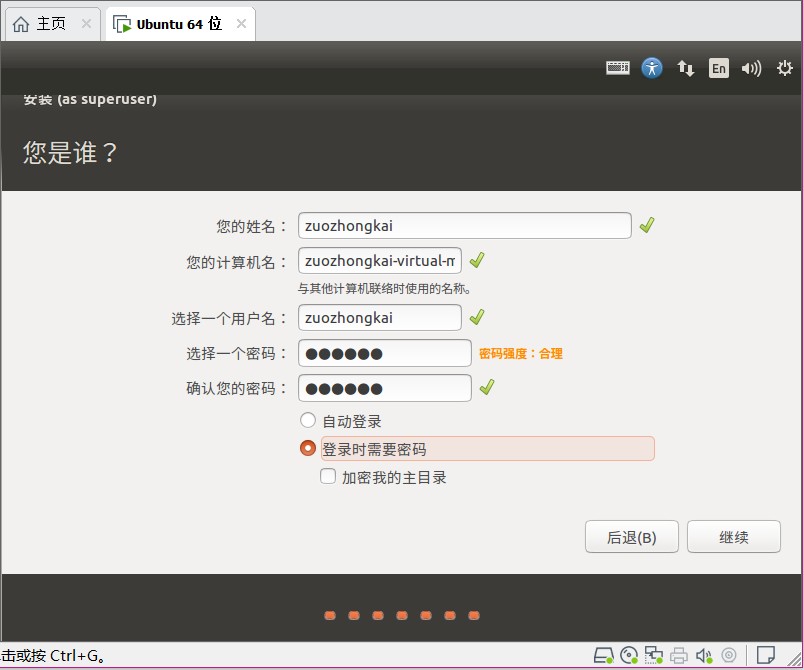 主页
Ubuntu 64 位
En
安装 (as superuser)
您是谁？
您的姓名： zuozhongkai
您的计算机名： zuozhongkai-virtual-m
与其他计算机联络时使用的名称。
选择一个用户名： zuozhongkai
选择一个密码： ●●●●●● 密码强度：合理
确认您的密码： ●●●●●●
自动登录
登录时需要密码
加密我的主目录
后退(B) 继续
击或按 Ctrl+G。